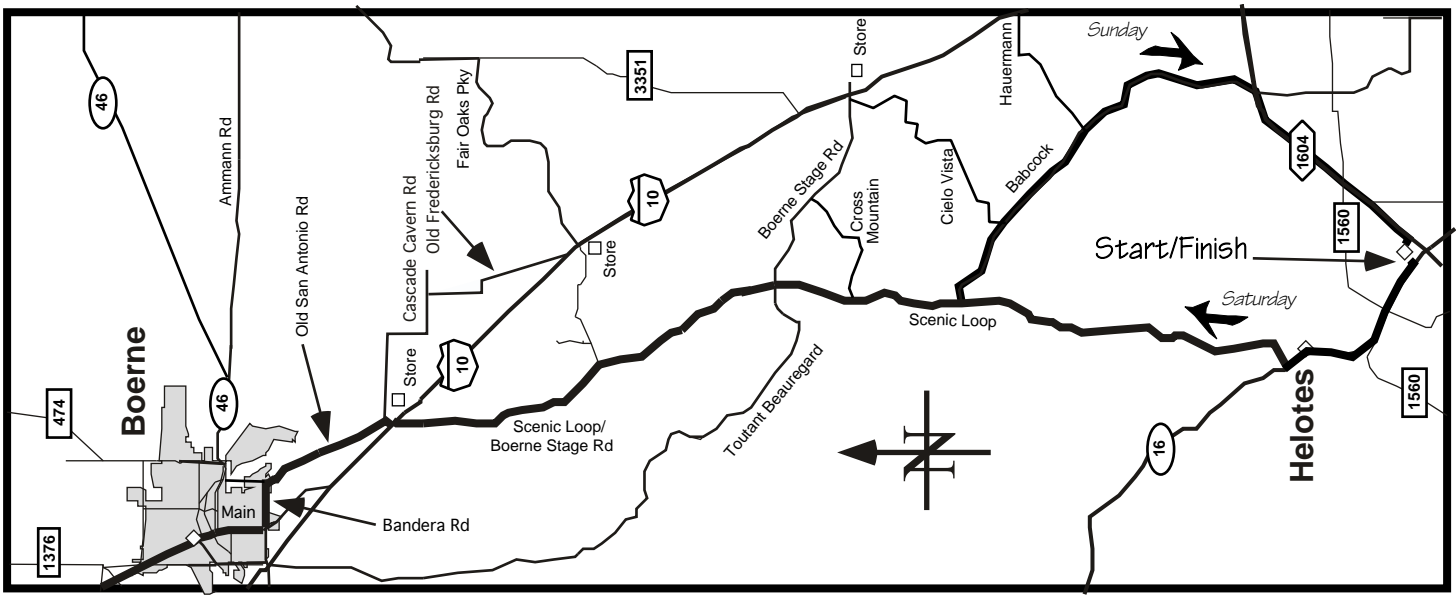 Sunday
Store
Hauermann
3351
46
Ammann Rd
Fair Oaks Pky
Old Fredericksburg Rd
Cascade Cavern Rd
10
Boerne Stage Rd
Cross
Mountain
Cielo Vista
Babcock
1604
1560
Start/Finish
Old San Antonio Rd
Store
Saturday
Scenic Loop
Boerne
Store
10
46
474
Toutant Beauregard
1560
Helotes
Scenic Loop/
Boerne Stage Rd
16
N
Main
Bandera Rd
1376